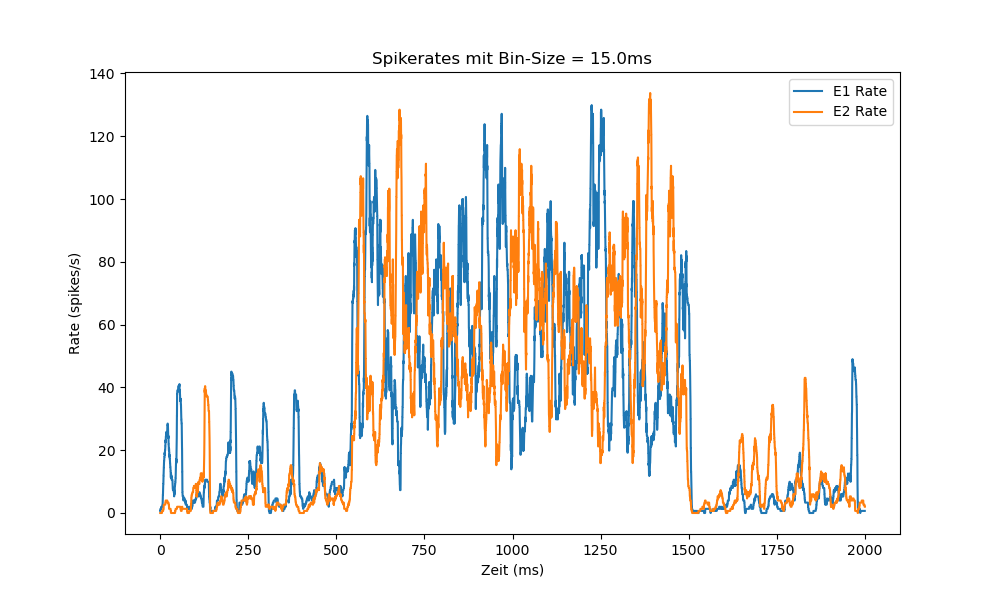 Spikerates mit Bin-Size = 15.0ms
E1 Rate
E2 Rate
Rate (spikes/s)
140
120
100
80
60
40
20
0
0 250 500 750 1000 1250 1500 1750 2000
Zeit (ms)